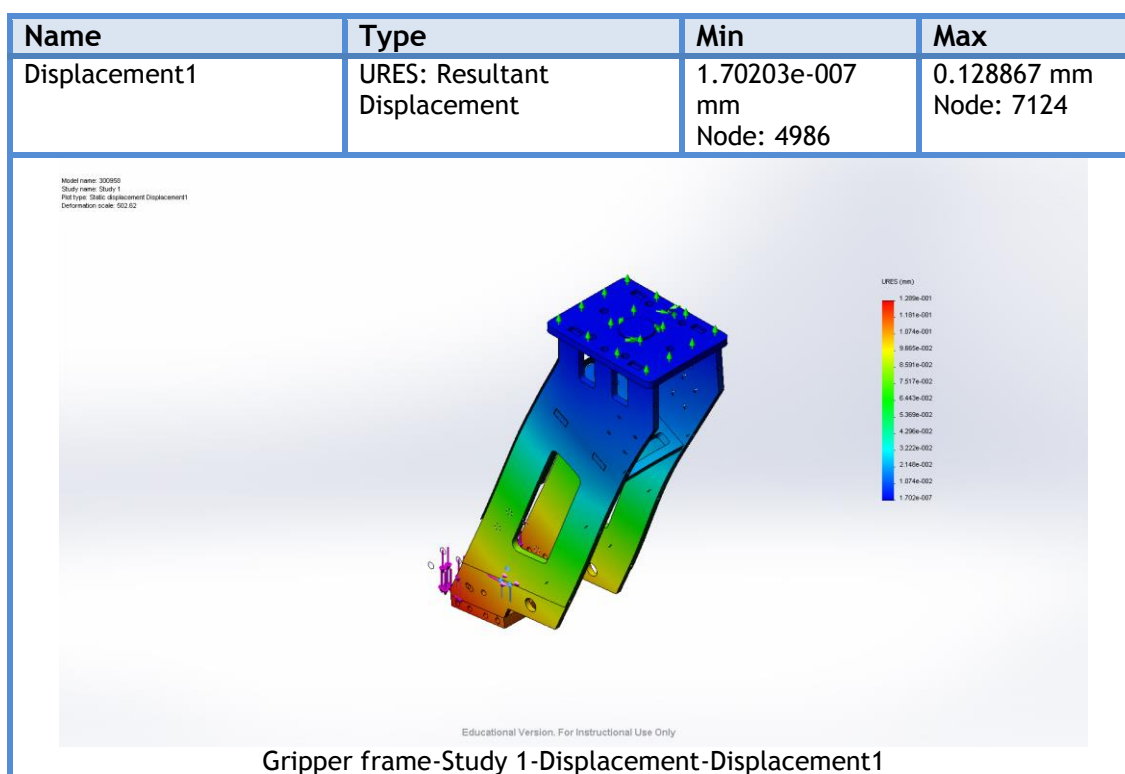 Name Type Min Max
Displacement1 URES: Resultant 1.70203e-007 0.128867 mm
Displacement mm Node: 7124
Node: 4986
Model name: 300958
Study name: Study 1
Plot type: Static displacement Displacement1
Deformation scale: 502.62
URES (mm)
1.289e-001
1.181e-001
1.074e-001
9.665e-002
8.591e-002
7.517e-002
6.443e-002
5.369e-002
4.296e-002
3.222e-002
2.148e-002
1.074e-002
1.702e-007
Educational Version. For Instructional Use Only
Gripper frame-Study 1-Displacement-Displacement1